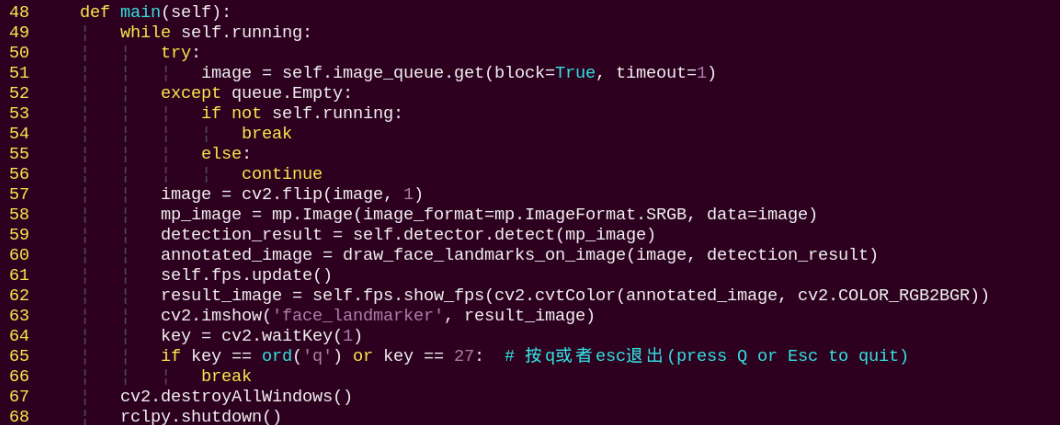 48     def main(self):
49         while self.running:
50             try:
51                 image = self.image_queue.get(block=True, timeout=1)
52             except queue.Empty:
53                 if not self.running:
54                     break
55                 else:
56                     continue
57             image = cv2.flip(image, 1)
58             mp_image = mp.Image(image_format=mp.ImageFormat.SRGB, data=image)
59             detection_result = self.detector.detect(mp_image)
60             annotated_image = draw_face_landmarks_on_image(image, detection_result)
61             self.fps.update()
62             result_image = self.fps.show_fps(cv2.cvtColor(annotated_image, cv2.COLOR_RGB2BGR))
63             cv2.imshow('face_landmarker', result_image)
64             key = cv2.waitKey(1)
65             if key == ord('q') or key == 27:  # 按q或者esc退出(press Q or Esc to quit)
66                 break
67         cv2.destroyAllWindows()
68         rclpy.shutdown()